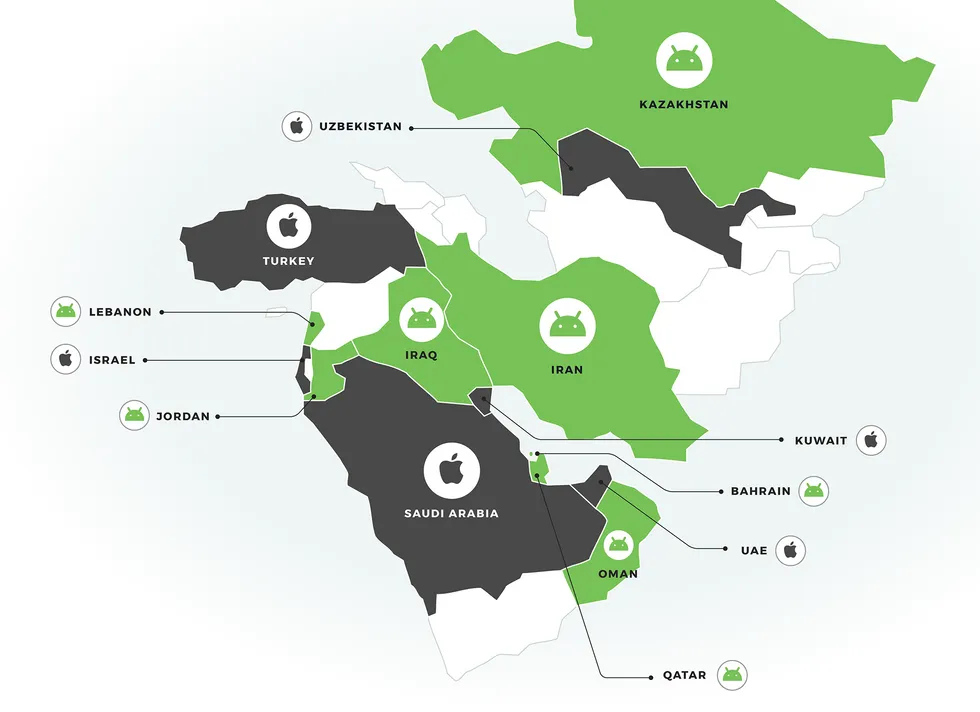 KAZAKHSTAN
UZBEKISTAN
TURKEY
LEBANON
IRAQ
ISRAEL
IRAN
JORDAN
KUWAIT
BAHRAIN
SAUDI ARABIA
UAE
OMAN
QATAR